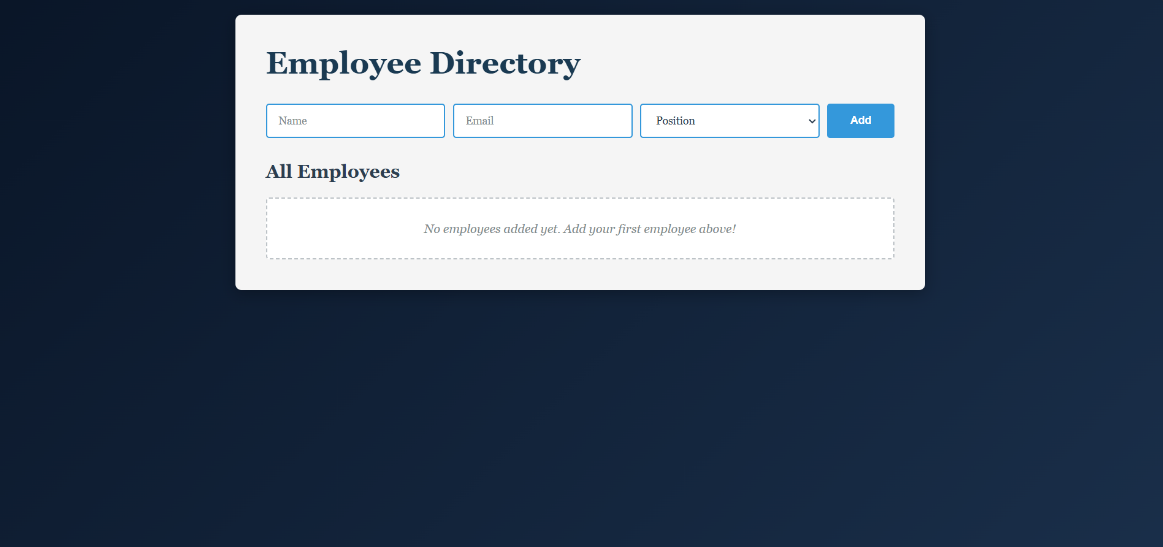 Employee Directory
Name Email Position Add
All Employees
No employees added yet. Add your first employee above!